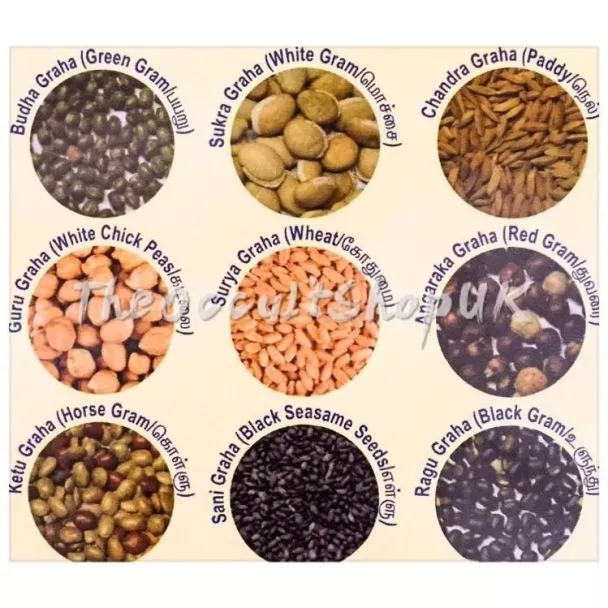 Budha Graha (Green Gram/பயறு)
Sukra Graha (White Gram/மொச்சை)
Chandra Graha (Paddy/நெல்)
Guru Graha (White Chick Peas/கடலை)
Surya Graha (Wheat/கோதுமை)
Graha (Red Gram/துவரை)
TheOccultShopUK
Ketu Graha (Horse Gram/கொள்ளு)
Sani Graha (Black Seasame Seeds/எள்ளு)
Ragu Graha (Black Gram/உளுந்து)